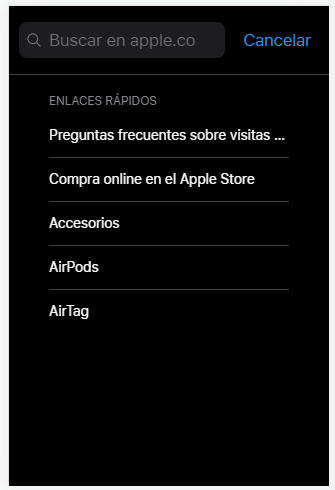 Buscar en apple.co
Cancelar
ENLACES RÁPIDOS
Preguntas frecuentes sobre visitas ...
Compra online en el Apple Store
Accesorios
AirPods
AirTag